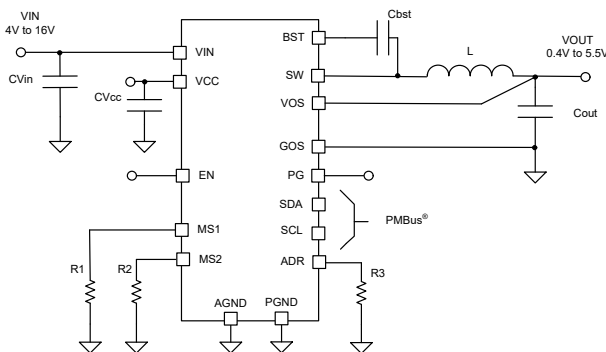 VIN
4V to 16V
CVin
CVcc
VIN
VCC
EN
MS1
MS2
R1
R2
AGND
PGND
BST
SW
VOS
GOS
PG
SDA
SCL
ADR
Cbst
L
VOUT
0.4V to 5.5V
Cout
PMBus®
R3